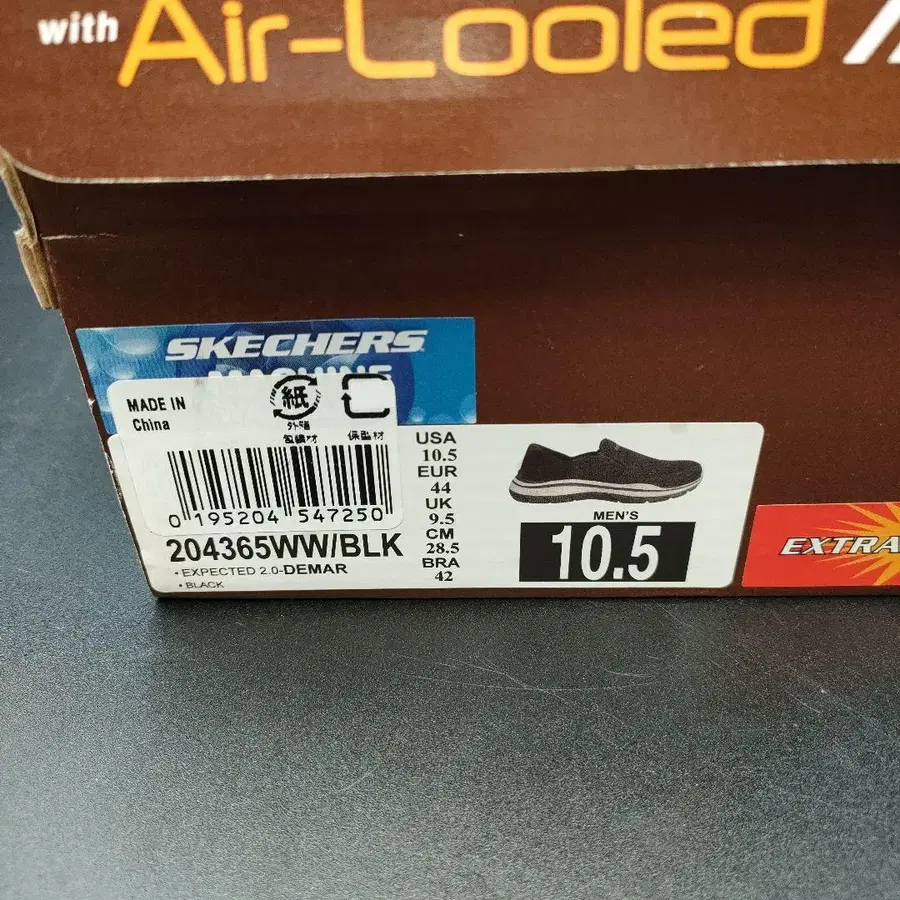 with Air-Cooled
SKECHERS
MACHINE
MADE IN
China
紙
0 195204 547250
204365WW/BLK
• EXPECTED 2.0-DEMAR
• BLACK
USA
10.5
EUR
44
UK
9.5
CM
28.5
BRA
42
MEN'S
10.5
EXTRA